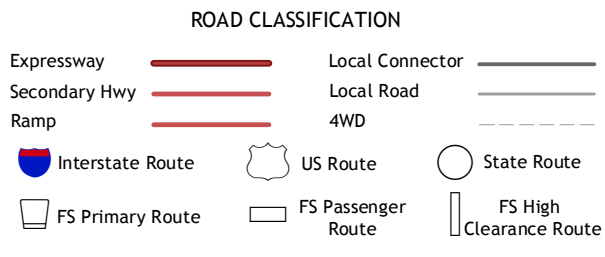 ROAD CLASSIFICATION
Expressway
Local Connector
Secondary Hwy
Local Road
Ramp
4WD
Interstate Route
US Route
State Route
FS Primary Route
FS Passenger
Route
FS High
Clearance Route